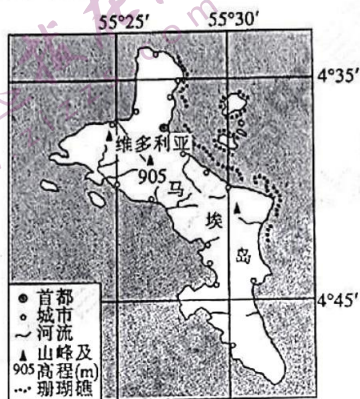 55°25′ 55°30′
4°35′
维多利亚
905
马
埃
岛
4°45′
首都
城市
河流
山峰及
905 高程(m)
珊瑚礁